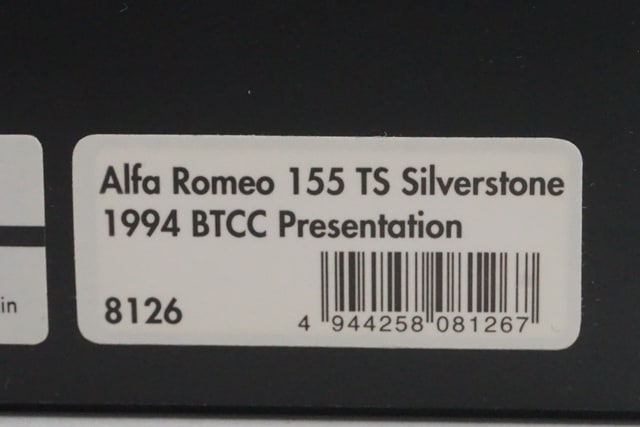 Alfa Romeo 155 TS Silverstone
1994 BTCC Presentation
8126
4 944258 081267
in